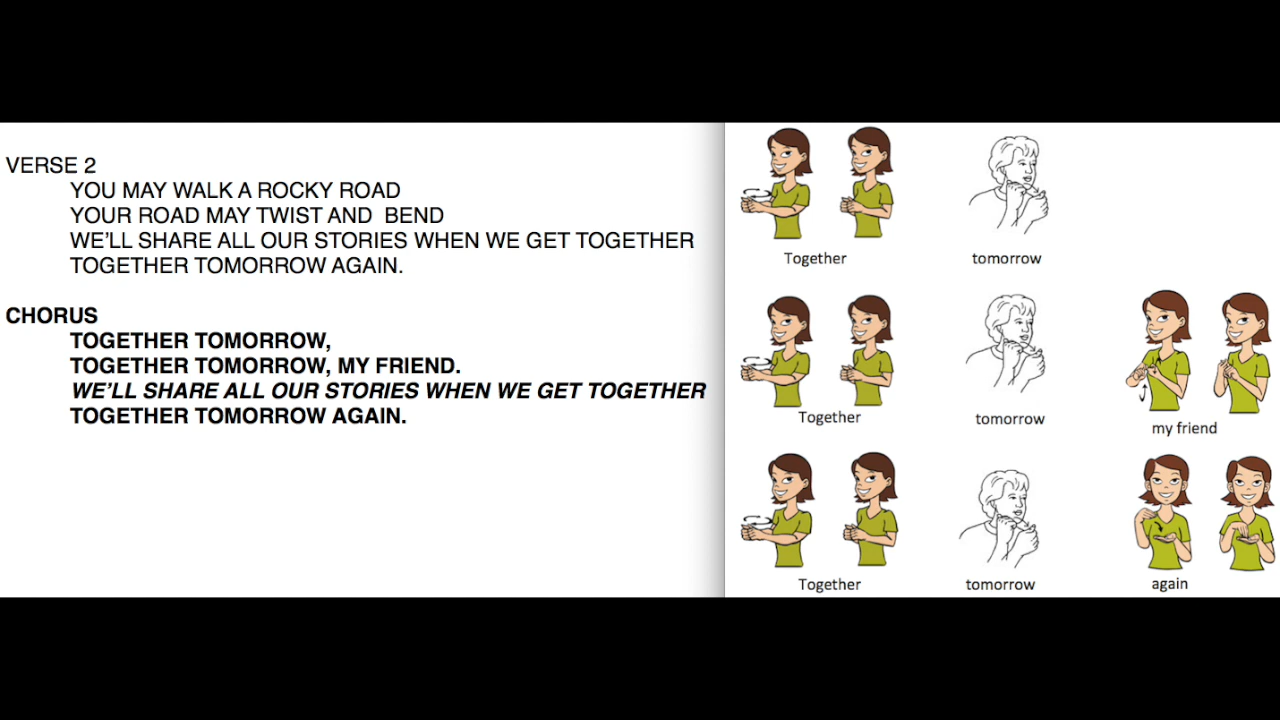 VERSE 2
YOU MAY WALK A ROCKY ROAD
YOUR ROAD MAY TWIST AND BEND
WE'LL SHARE ALL OUR STORIES WHEN WE GET TOGETHER
TOGETHER TOMORROW AGAIN.
CHORUS
TOGETHER TOMORROW,
TOGETHER TOMORROW, MY FRIEND.
WE'LL SHARE ALL OUR STORIES WHEN WE GET TOGETHER
TOGETHER TOMORROW AGAIN.
Together tomorrow
Together tomorrow my friend
Together tomorrow again